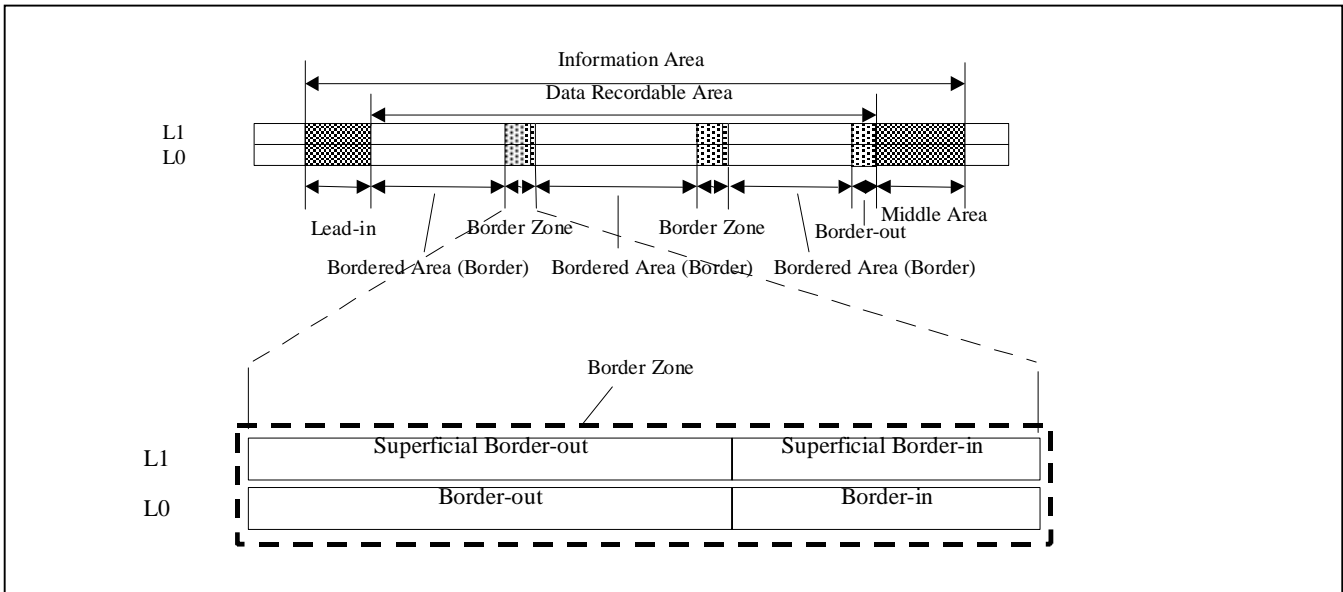 Information Area
Data Recordable Area
L1
L0
Lead-in
Border Zone
Border Zone
Border-out
Middle Area
Bordered Area (Border)
Bordered Area (Border)
Bordered Area (Border)
Border Zone
L1
Superficial Border-out
Superficial Border-in
L0
Border-out
Border-in